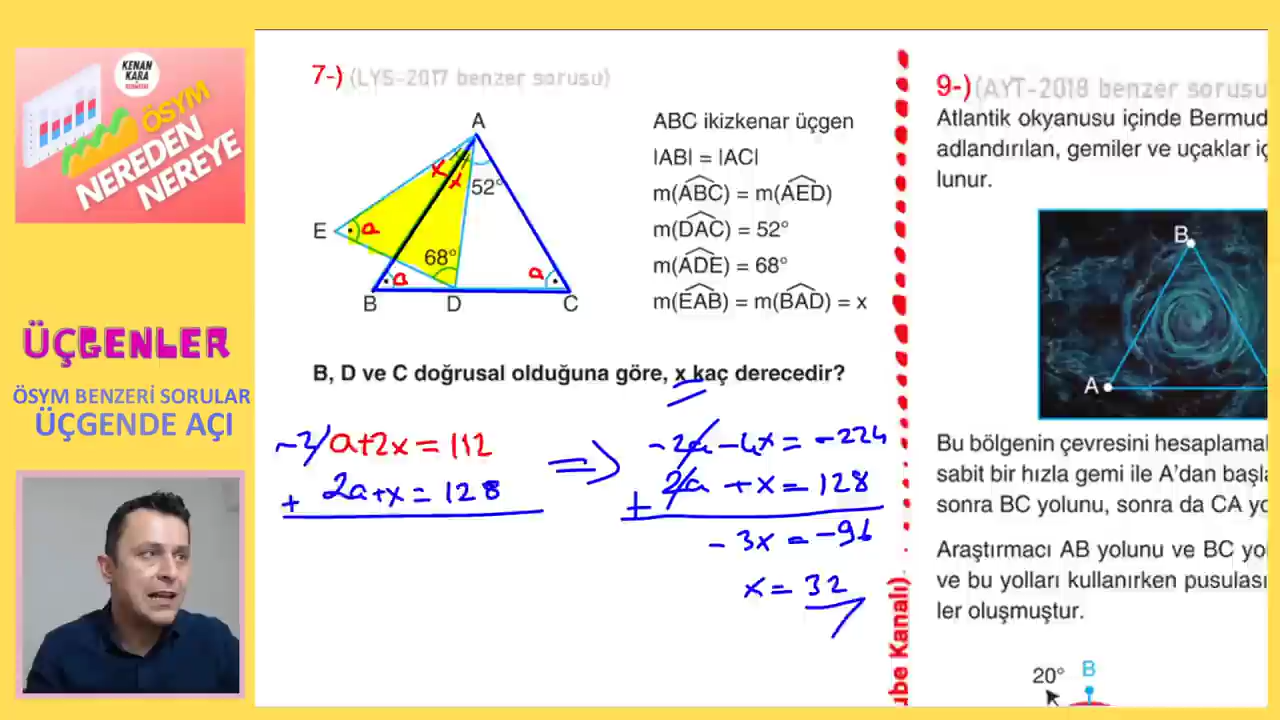 KENAN
KARA
ÖSYM
NEREDEN
NEREYE
ÜÇGENLER
ÖSYM BENZERİ SORULAR
ÜÇGENDE AÇI
7-) (LYS-2017 benzer sorusu)
A
x
x
52°
E
a
68°
a
a
B
D
C
ABC ikizkenar üçgen
|AB| = |AC|
m(ABC) = m(AED)
m(DAC) = 52°
m(ADE) = 68°
m(EAB) = m(BAD) = x
B, D ve C doğrusal olduğuna göre, x kaç derecedir?
-2/ a+2x = 112
+ 2a+x = 128
=>
-2a - 4x = -224
+ 2a + x = 128
- 3x = -96
x = 32
ube Kanalı)
9-) (AYT-2018 benzer sorusu
Atlantik okyanusu içinde Bermud
adlandırılan, gemiler ve uçaklar iç
lunur.
B
A
Bu bölgenin çevresini hesaplamal
sabit bir hızla gemi ile A'dan başla
sonra BC yolunu, sonra da CA yo
Araştırmacı AB yolunu ve BC yo
ve bu yolları kullanırken pusulası
ler oluşmuştur.
20°
B